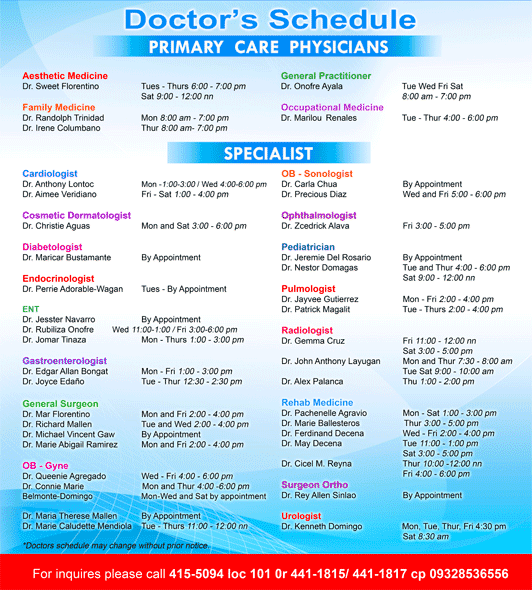 Doctor's Schedule
PRIMARY CARE PHYSICIANS
Aesthetic Medicine
Dr. Sweet Florentino Tues - Thurs 6:00 - 7:00 pm
Sat 9:00 - 12:00 nn
Family Medicine
Dr. Randolph Trinidad Mon 8:00 am - 7:00 pm
Dr. Irene Columbano Thur 8:00 am- 7:00 pm
General Practitioner
Dr. Onofre Ayala Tue Wed Fri Sat
8:00 am - 7:00 pm
Occupational Medicine
Dr. Marilou Renales Tue - Thur 4:00 - 6:00 pm
SPECIALIST
Cardiologist
Dr. Anthony Lontoc Mon -1:00-3:00 / Wed 4:00-6:00 pm
Dr. Aimee Veridiano Fri - Sat 1:00 - 4:00 pm
Cosmetic Dermatologist
Dr. Christie Aguas Mon and Sat 3:00 - 6:00 pm
Diabetologist
Dr. Maricar Bustamante By Appointment
Endocrinologist
Dr. Perrie Adorable-Wagan Tues - By Appointment
ENT
Dr. Jesster Navarro By Appointment
Dr. Rubiliza Onofre Wed 11:00-1:00 / Fri 3:00-6:00 pm
Dr. Jomar Tinaza Mon - Thurs 1:00 - 3:00 pm
Gastroenterologist
Dr. Edgar Allan Bongat Mon - Fri 1:00 - 3:00 pm
Dr. Joyce Edaño Tue - Thur 12:30 - 2:30 pm
General Surgeon
Dr. Mar Florentino Mon and Fri 2:00 - 4:00 pm
Dr. Richard Mallen Tue and Wed 2:00 - 4:00 pm
Dr. Michael Vincent Gaw By Appointment
Dr. Marie Abigail Ramirez Mon and Fri 2:00 - 4:00 pm
OB - Gyne
Dr. Queenie Agregado Wed - Fri 4:00 - 6:00 pm
Dr. Connie Marie Mon and Thur 4:00 -6:00 pm
Belmonte-Domingo Mon-Wed and Sat by appointment
Dr. Maria Therese Mallen By Appointment
Dr. Marie Caludette Mendiola Tue - Thurs 11:00 - 12:00 nn
*Doctors schedule may change without prior notice
OB - Sonologist
Dr. Carla Chua By Appointment
Dr. Precious Diaz Wed and Fri 5:00 - 6:00 pm
Ophthalmologist
Dr. Zcedrick Alava Fri 3:00 - 5:00 pm
Pediatrician
Dr. Jeremie Del Rosario By Appointment
Dr. Nestor Domagas Tue and Thur 4:00 - 6:00 pm
Sat 9:00 - 12:00 nn
Pulmologist
Dr. Jayvee Gutierrez Mon - Fri 2:00 - 4:00 pm
Dr. Patrick Magalit Tue - Thurs 2:00 - 4:00 pm
Radiologist
Dr. Gemma Cruz Fri 11:00 - 12:00 nn
Sat 3:00 - 5:00 pm
Dr. John Anthony Layugan Mon and Thur 7:30 - 8:00 am
Tue Sat 9:00 - 10:00 am
Dr. Alex Palanca Thu 1:00 - 2:00 pm
Rehab Medicine
Dr. Pachenelle Agravio Mon - Sat 1:00 - 3:00 pm
Dr. Marie Ballesteros Thur 3:00 - 5:00 pm
Dr. Ferdinand Decena Wed - Fri 2:00 - 4:00 pm
Dr. May Decena Tue 11:00 - 1:00 pm
Sat 3:00 - 5:00 pm
Dr. Cicel M. Reyna Thur 10:00 -12:00 nn
Fri 4:00 - 6:00 pm
Surgeon Ortho
Dr. Rey Allen Sinlao By Appointment
Urologist
Dr. Kenneth Domingo Mon, Tue, Thur, Fri 4:30 pm
Sat 8:30 am
For inquires please call 415-5094 loc 101 0r 441-1815/ 441-1817 cp 09328536556